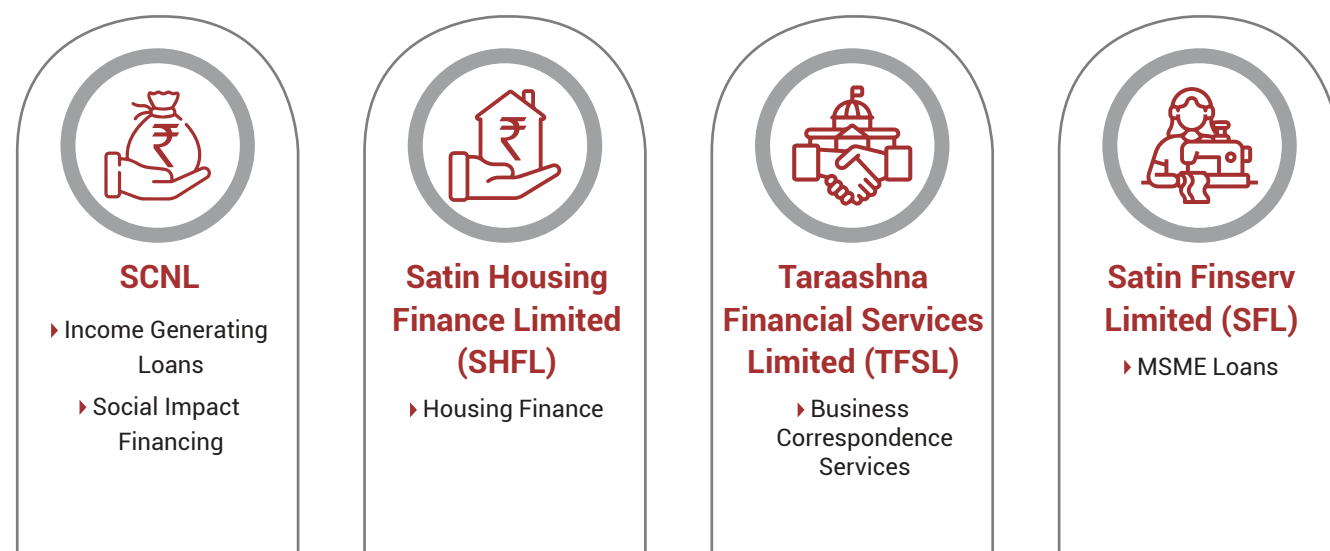 SCNL
Income Generating
Loans
Social Impact
Financing
Satin Housing
Finance Limited
(SHFL)
Housing Finance
Taraashna
Financial Services
Limited (TFSL)
Business
Correspondence
Services
Satin Finserv
Limited (SFL)
MSME Loans